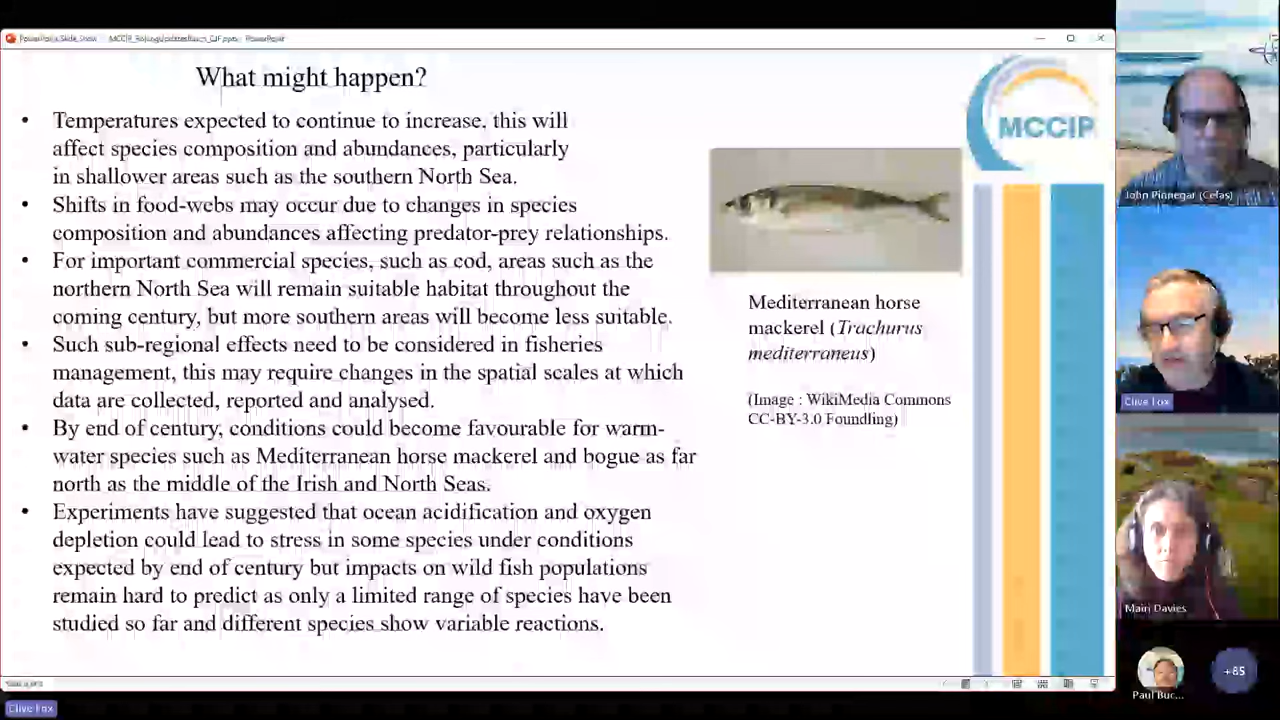 What might happen?
• Temperatures expected to continue to increase, this will
affect species composition and abundances, particularly
in shallower areas such as the southern North Sea.
• Shifts in food-webs may occur due to changes in species
composition and abundances affecting predator-prey relationships.
• For important commercial species, such as cod, areas such as the
northern North Sea will remain suitable habitat throughout the
coming century, but more southern areas will become less suitable.
• Such sub-regional effects need to be considered in fisheries
management, this may require changes in the spatial scales at which
data are collected, reported and analysed.
• By end of century, conditions could become favourable for warm-
water species such as Mediterranean horse mackerel and bogue as far
north as the middle of the Irish and North Seas.
• Experiments have suggested that ocean acidification and oxygen
depletion could lead to stress in some species under conditions
expected by end of century but impacts on wild fish populations
remain hard to predict as only a limited range of species have been
studied so far and different species show variable reactions.
MCCIP
Mediterranean horse
mackerel (Trachurus
mediterraneus)
(Image : WikiMedia Commons
CC-BY-3.0 Foundling)
John Pinnegar (Cefas)
Clive Fox
Mairi Davies
Paul Buc...
+85
Clive Fox